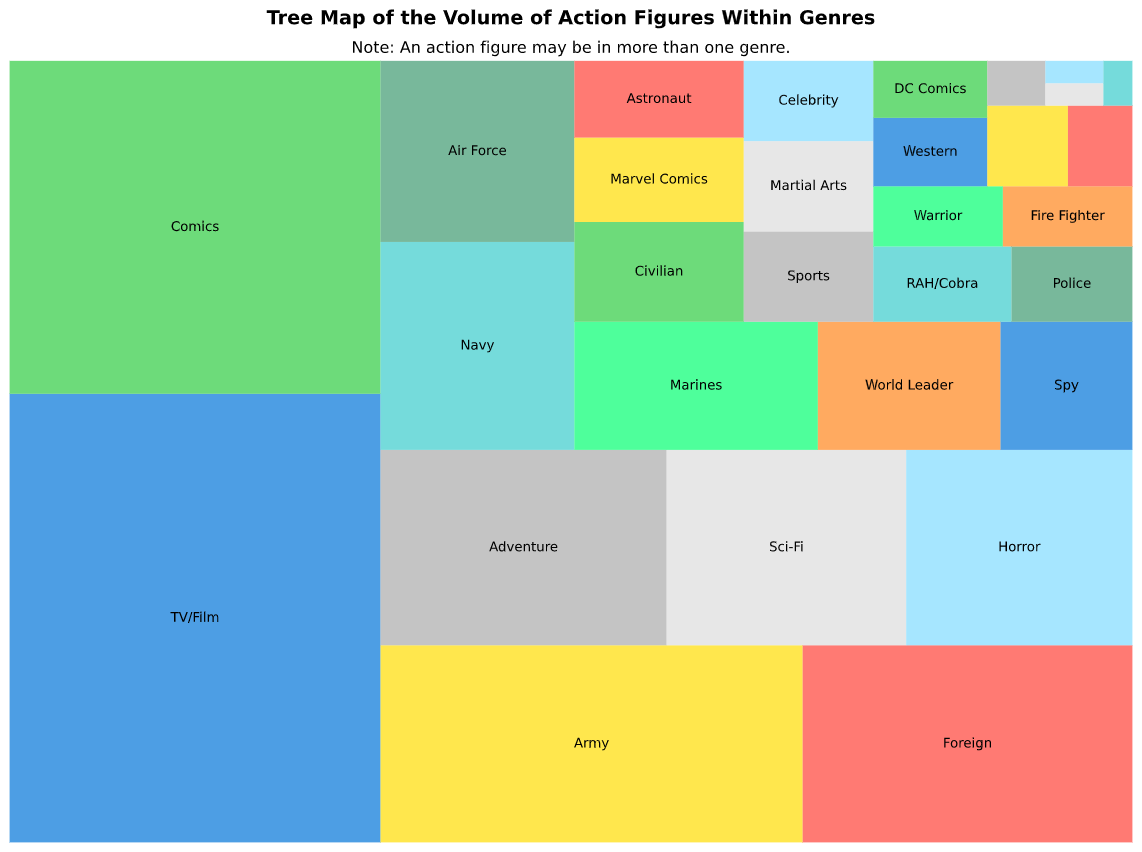 Tree Map of the Volume of Action Figures Within Genres
Note: An action figure may be in more than one genre.
Comics
TV/Film
Air Force
Navy
Astronaut
Marvel Comics
Civilian
Celebrity
Martial Arts
Sports
DC Comics
Western
Warrior
Fire Fighter
RAH/Cobra
Police
Marines
World Leader
Spy
Adventure
Sci-Fi
Horror
Army
Foreign